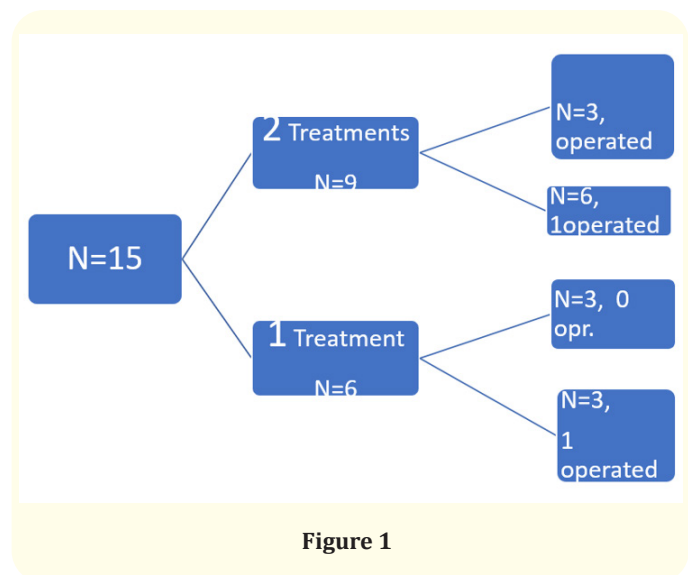 N=15
2 Treatments
N=9
1 Treatment
N=6
N=3,
operated
N=6,
1operated
N=3, 0
opr.
N=3,
1
operated
Figure 1